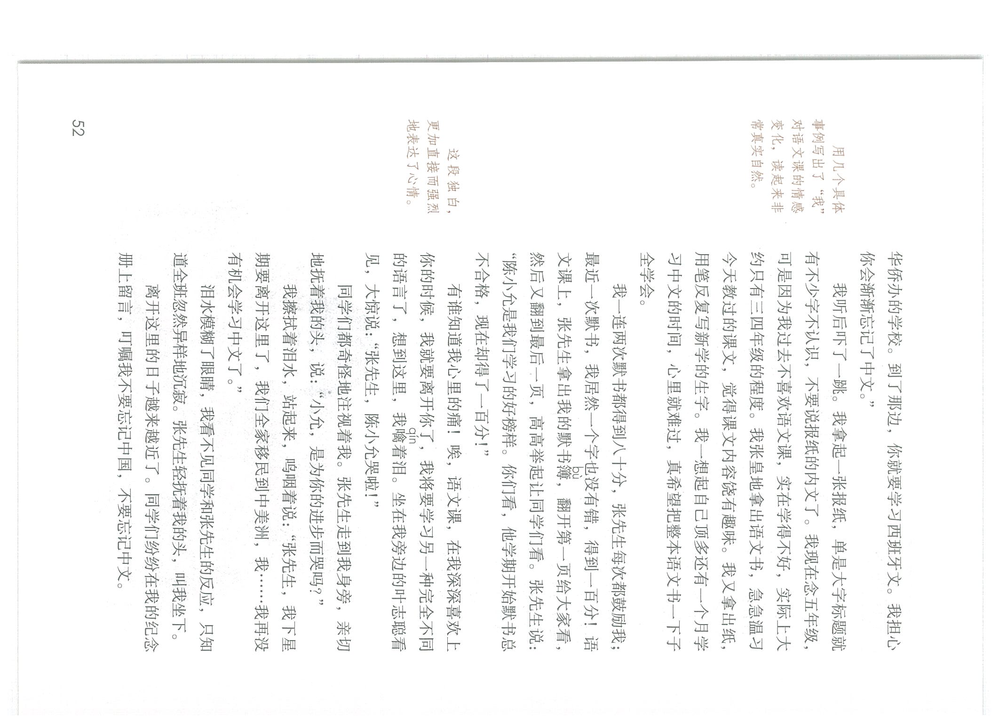 华侨办的学校。到了那边，你就要学习西班牙文。我担心
你会渐渐忘记了中文。”
我听后吓了一跳。我拿起一张报纸，单是大字标题就
有不少字不认识，不要说报纸的内文了。我现在念五年级，
可是因为我过去不喜欢语文课，实在学得不好，实际上大
约只有三四年级的程度。我张皇地拿出语文书，急急温习
今天教过的课文，觉得课文内容饶有趣味。我又拿出纸，
用笔反复写新学的生字。我一想起自己顶多还有一个月学
习中文的时间，心里就难过，真希望把整本语文书一下子
全学会。
用几个具体
事例写出了“我”
对语文课的情感
变化，读起来非
常真实自然。
我一连两次默书都得到八十分，张先生每次都鼓励我；
最近一次默书，我居然一个字也没有错，得到一百分！语
bù
文课上，张先生拿出我的默书簿，翻开第一页给大家看，
然后又翻到最后一页，高高举起让同学们看。张先生说：
“陈小允是我们学习的好榜样。你们看，他学期开始默书总
不合格，现在却得了一百分！”
有谁知道我心里的痛！唉，语文课，在我深深喜欢上
你的时候，我就要离开你了，我将要学习另一种完全不同
qín
的语言了，想到这里，我噙着泪。坐在我旁边的叶志聪看
见，大惊说：“张先生，陈小允哭啦！”
这段独白，
更加直接而强烈
地表达了心情。
同学们都奇怪地注视着我。张先生走到我身旁，亲切
地抚着我的头，说：“小允，是为你的进步而哭吗？”
我擦拭着泪水，站起来，呜咽着说：“张先生，我下星
期要离开这里了，我们全家移民到中美洲，我……我再没
有机会学习中文了。”
泪水模糊了眼睛，我看不见同学和张先生的反应，只知
道全班忽然异样地沉寂。张先生轻抚着我的头，叫我坐下。
离开这里的日子越来越近了。同学们纷纷在我的纪念
册上留言，叮嘱我不要忘记中国，不要忘记中文。
52